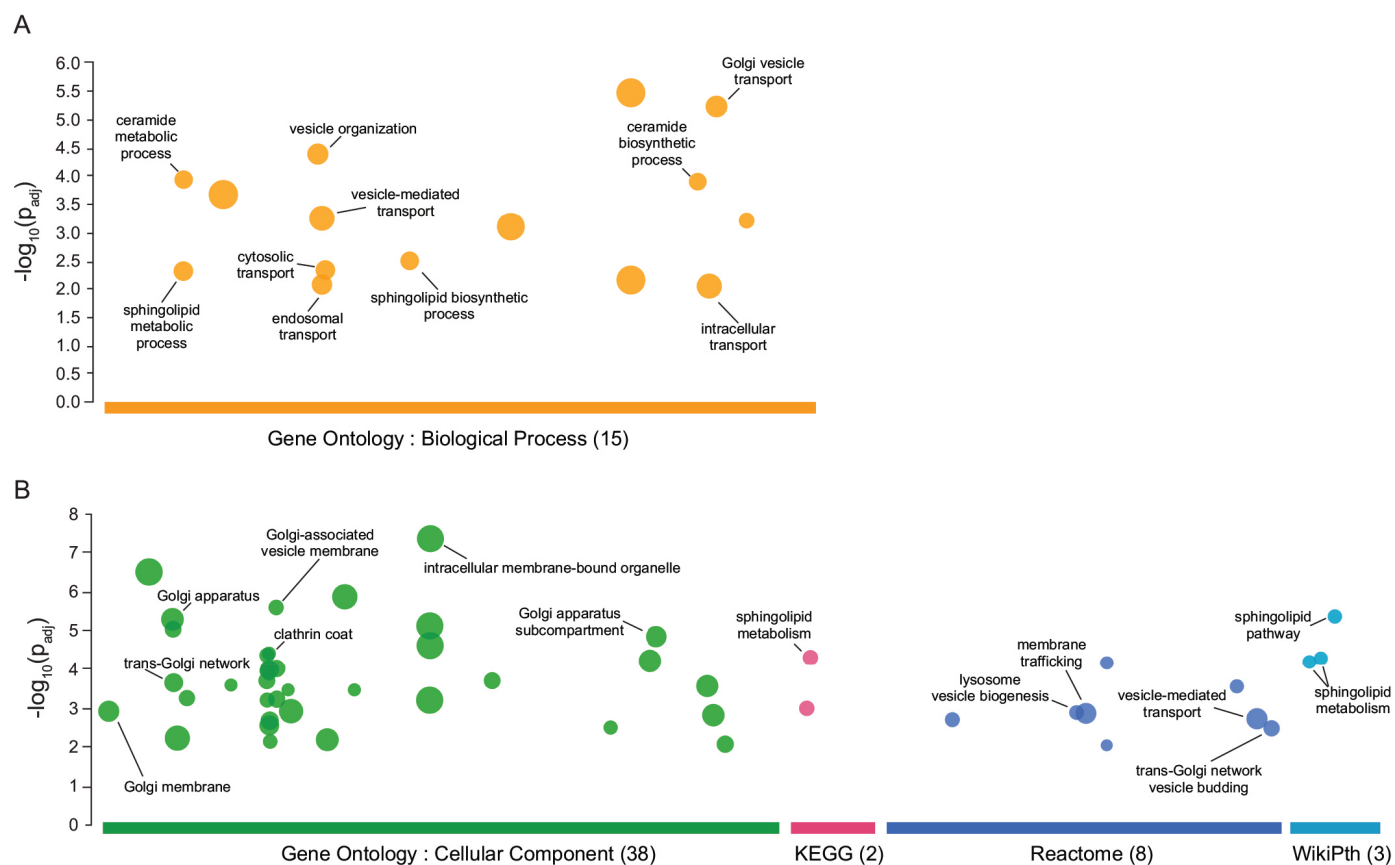 A
6.0
5.5
5.0
4.5
4.0
3.5
3.0
2.5
2.0
1.5
1.0
0.5
0.0
-log10(padj)
Golgi vesicle
transport
ceramide
metabolic
process
vesicle organization
ceramide
biosynthetic
process
vesicle-mediated
transport
cytosolic
transport
sphingolipid biosynthetic
process
sphingolipid
metabolic
process
endosomal
transport
intracellular
transport
Gene Ontology : Biological Process (15)
B
8
7
6
5
4
3
2
1
0
-log10(padj)
Golgi-associated
vesicle membrane
intracellular membrane-bound organelle
Golgi apparatus
Golgi apparatus
subcompartment
clathrin coat
trans-Golgi network
Golgi membrane
sphingolipid
metabolism
membrane
trafficking
lysosome
vesicle biogenesis
vesicle-mediated
transport
trans-Golgi network
vesicle budding
sphingolipid
pathway
sphingolipid
metabolism
Gene Ontology : Cellular Component (38)
KEGG (2)
Reactome (8)
WikiPth (3)